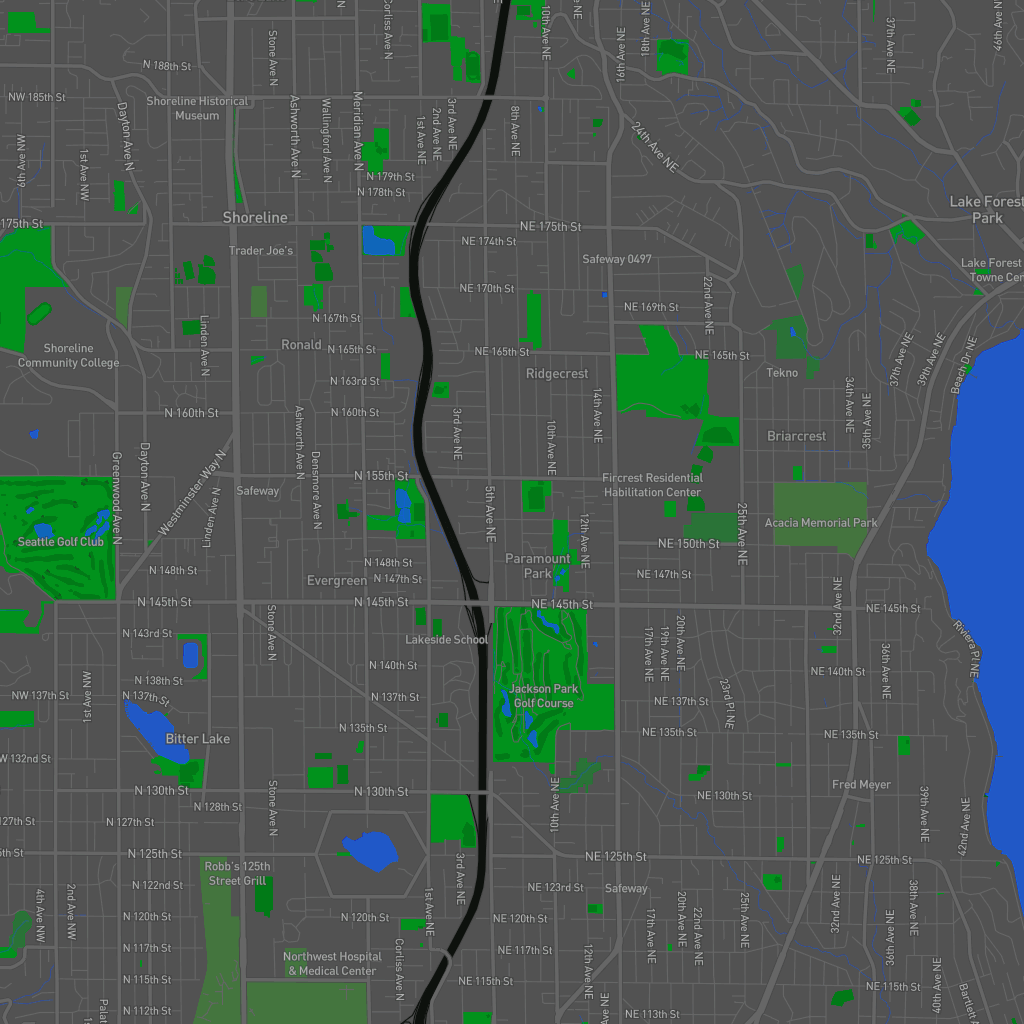 10th Ave NE
Corliss Ave N
18th Ave NE
16th Ave NE
37th Ave NE
46th Ave N
Stone Ave N
N 188th St
NW 185th St
Shoreline Historical
Museum
Dayton Ave N
Ashworth Ave N
Wallingford Ave N
Meridian Ave N
1st Ave NE
2nd Ave NE
3rd Ave NE
8th Ave NE
24th Ave NE
6th Ave NW
1st Ave NW
N 179th St
N 178th St
Lake Forest
Park
175th St
Shoreline
NE 175th St
NE 174th St
Trader Joe's
Safeway 0497
Lake Forest
Towne Cen
NE 170th St
22nd Ave NE
NE 169th St
N 167th St
Linden Ave N
Shoreline
Community College
Ronald
N 165th St
NE 165th St
NE 165th St
37th Ave NE
39th Ave NE
Beach Dr NE
Ridgecrest
Tekno
N 163rd St
N 160th St
N 160th St
3rd Ave NE
14th Ave NE
34th Ave NE
35th Ave NE
Ashworth Ave N
10th Ave NE
Briarcrest
Greenwood Ave N
Dayton Ave N
Westminster Way N
Densmore Ave N
N 155th St
Fircrest Residential
Habilitation Center
Safeway
Linden Ave N
5th Ave NE
12th Ave NE
25th Ave NE
Acacia Memorial Park
Seattle Golf Club
NE 150th St
Paramount
Park
N 148th St
N 148th St
N 147th St
NE 147th St
Evergreen
N 145th St
N 145th St
NE 145th St
NE 145th St
32nd Ave NE
N 143rd St
Stone Ave N
Lakeside School
17th Ave NE
19th Ave NE
20th Ave NE
Riviera Pl NE
36th Ave NE
N 140th St
NE 140th St
N 138th St
1st Ave NW
NW 137th St
N 137th St
N 137th St
Jackson Park
Golf Course
NE 137th St
23rd Pl NE
N 135th St
NE 135th St
NE 135th St
Bitter Lake
W 132nd St
N 130th St
N 130th St
10th Ave NE
NE 130th St
Fred Meyer
N 128th St
Stone Ave N
39th Ave NE
42nd Ave NE
127th St
N 127th St
N 125th St
NE 125th St
NE 125th St
Robb's 125th
Street Grill
3rd Ave NE
N 122nd St
NE 123rd St
Safeway
4th Ave NW
2nd Ave NW
1st Ave NE
N 120th St
N 120th St
NE 120th St
17th Ave NE
20th Ave NE
22nd Ave NE
25th Ave NE
32nd Ave NE
36th Ave NE
38th Ave NE
N 117th St
NE 117th St
Northwest Hospital
& Medical Center
Corliss Ave N
12th Ave NE
N 115th St
NE 115th St
NE 115th St
40th Ave NE
Bartlett A
N 112th St
NE 113th St